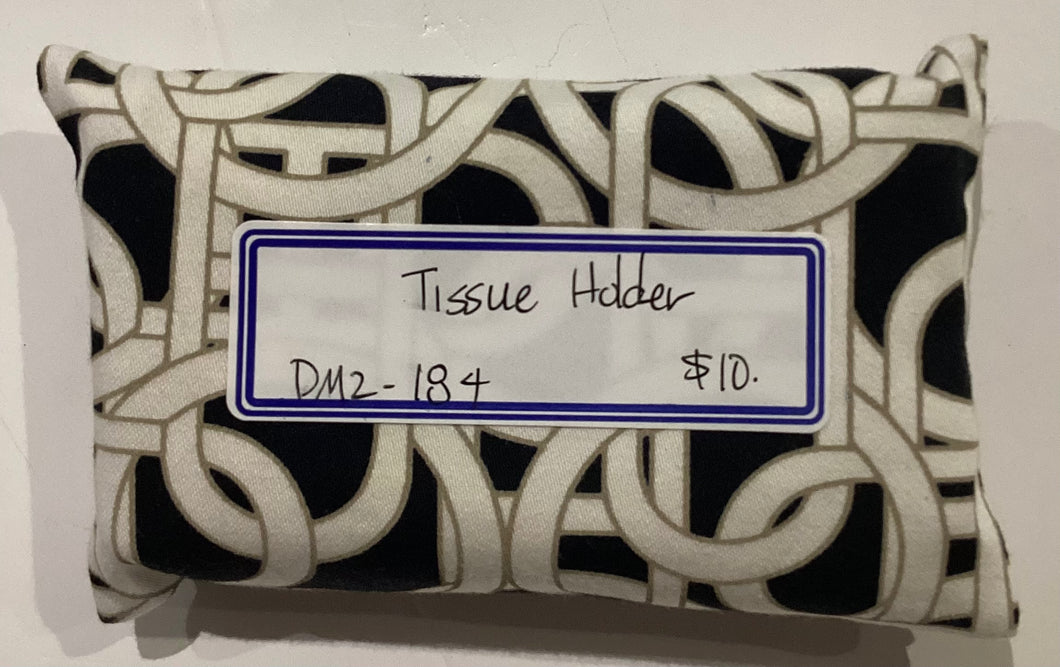 Tissue Holder
DM2-184 $10.